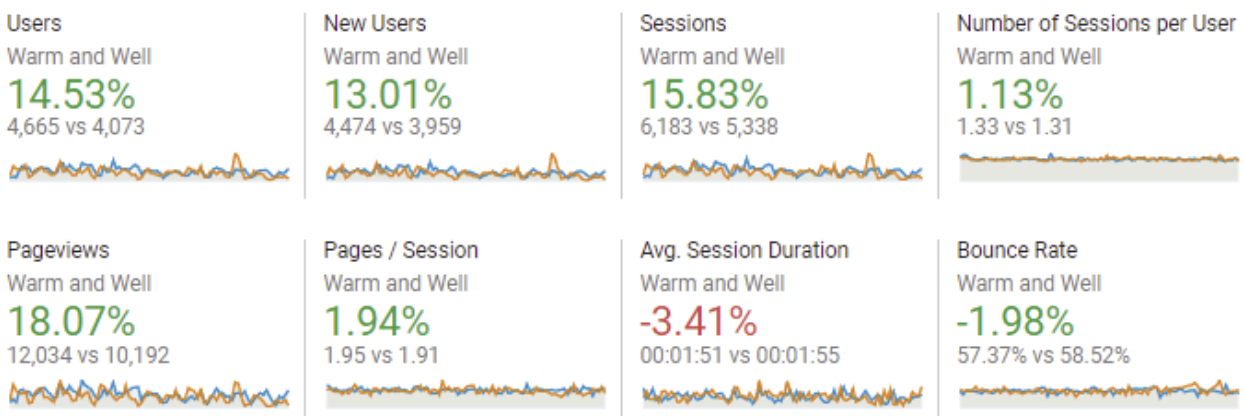 Users
Warm and Well
14.53%
4,665 vs 4,073
New Users
Warm and Well
13.01%
4,474 vs 3,959
Sessions
Warm and Well
15.83%
6,183 vs 5,338
Number of Sessions per User
Warm and Well
1.13%
1.33 vs 1.31
Pageviews
Warm and Well
18.07%
12,034 vs 10,192
Pages / Session
Warm and Well
1.94%
1.95 vs 1.91
Avg. Session Duration
Warm and Well
-3.41%
00:01:51 vs 00:01:55
Bounce Rate
Warm and Well
-1.98%
57.37% vs 58.52%